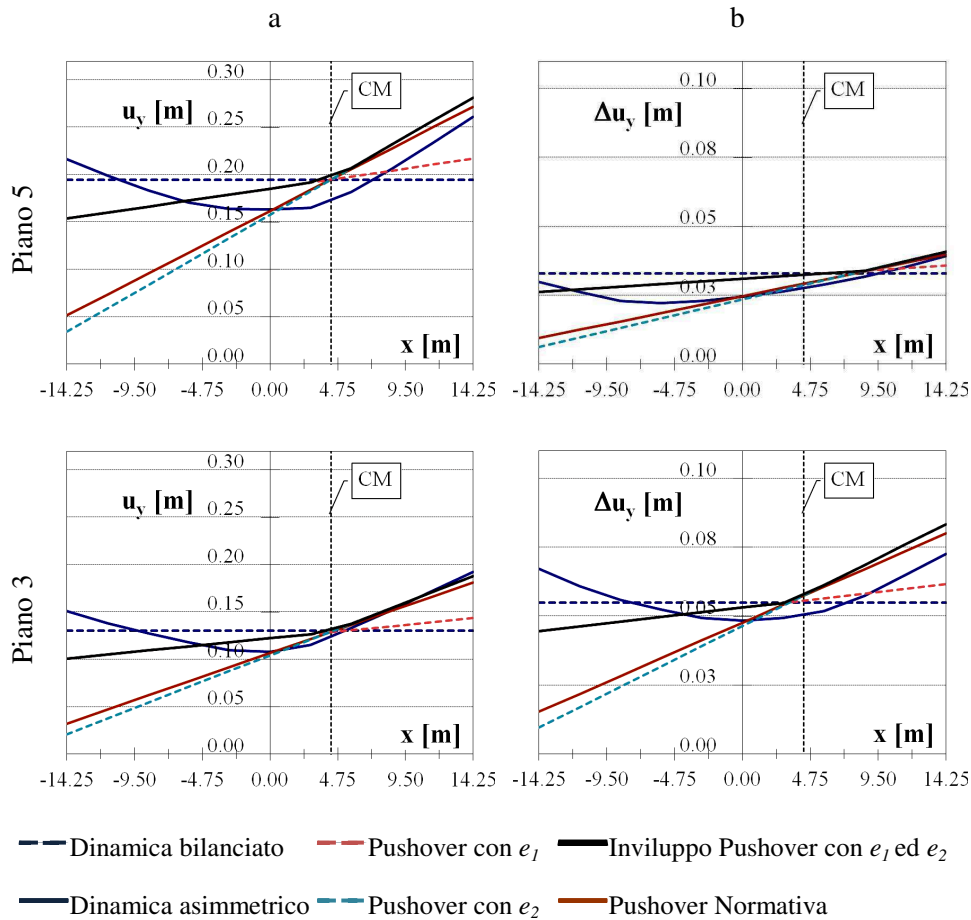 a
b
Piano 5
0.30
0.25
0.20
0.15
0.10
0.05
0.00
u_y [m]
CM
x [m]
-14.25 -9.50 -4.75 0.00 4.75 9.50 14.25
0.10
0.08
0.05
0.03
0.00
Δu_y [m]
CM
x [m]
-14.25 -9.50 -4.75 0.00 4.75 9.50 14.25
Piano 3
0.30
0.25
0.20
0.15
0.10
0.05
0.00
u_y [m]
CM
x [m]
-14.25 -9.50 -4.75 0.00 4.75 9.50 14.25
0.10
0.08
0.05
0.03
0.00
Δu_y [m]
CM
x [m]
-14.25 -9.50 -4.75 0.00 4.75 9.50 14.25
Dinamica bilanciato Pushover con e_1 Inviluppo Pushover con e_1 ed e_2
Dinamica asimmetrico Pushover con e_2 Pushover Normativa